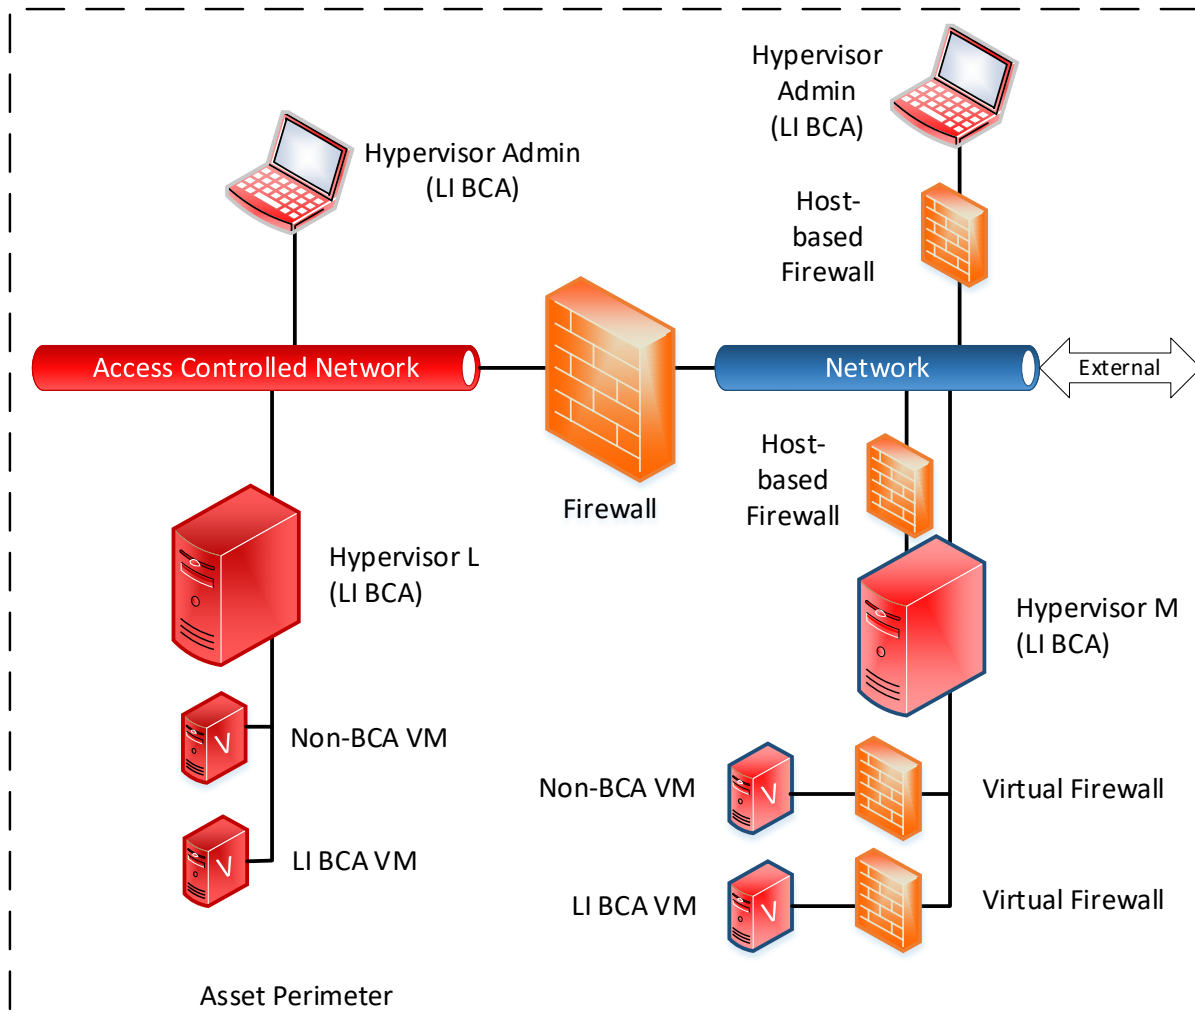 Hypervisor
Admin
(LI BCA)
Hypervisor Admin
(LI BCA)
Host-
based
Firewall
Access Controlled Network
Network
External
Firewall
Host-
based
Firewall
Hypervisor L
(LI BCA)
Hypervisor M
(LI BCA)
V
Non-BCA VM
V
LI BCA VM
Non-BCA VM
V
Virtual Firewall
LI BCA VM
V
Virtual Firewall
Asset Perimeter